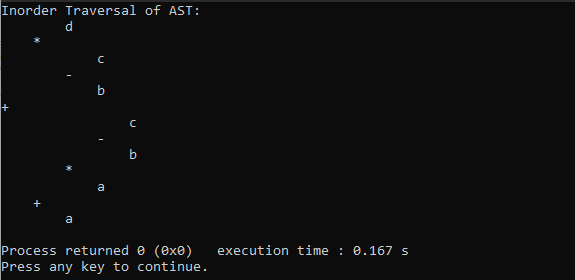 Inorder Traversal of AST:
        d
    *
            c
        -
            b
+
                c
            -
                b
        *
            a
    +
        a

Process returned 0 (0x0)   execution time : 0.167 s
Press any key to continue.